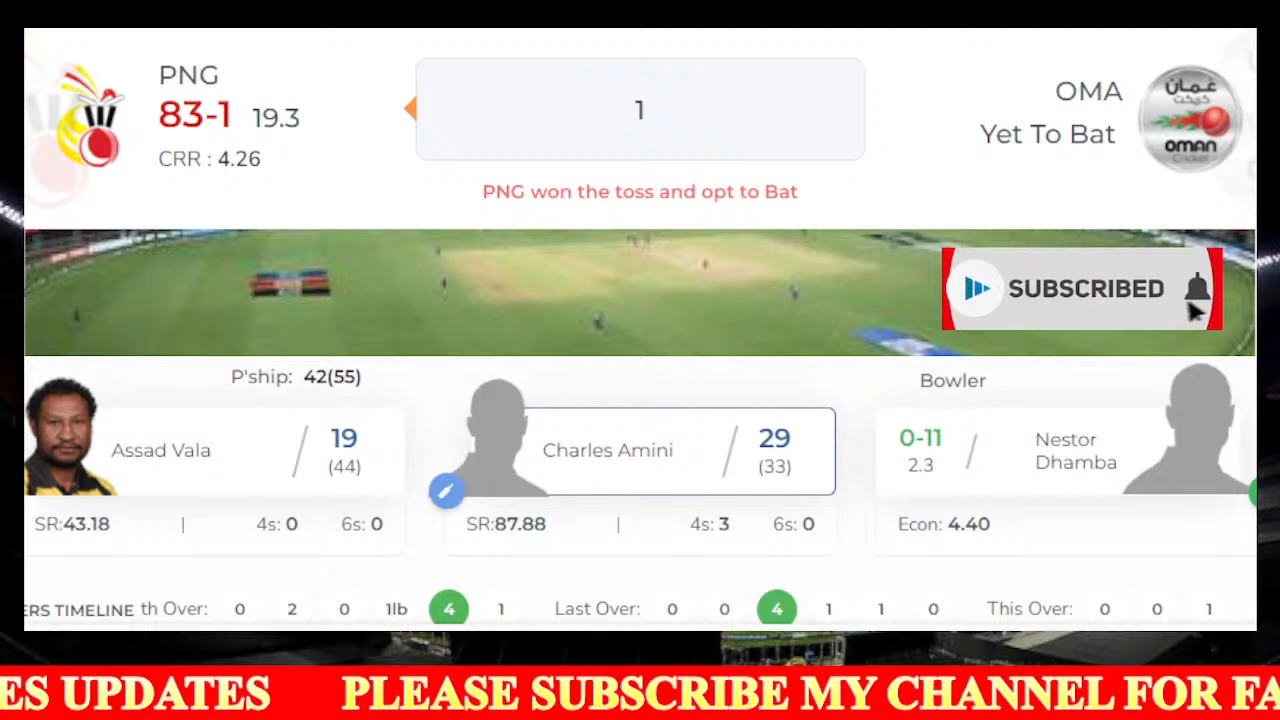 PNG
83-1 19.3
CRR : 4.26
1
OMA
Yet To Bat
عمان
كريكت
OMAN
Cricket
PNG won the toss and opt to Bat
SUBSCRIBED
P'ship: 42(55)
Bowler
Assad Vala / 19
(44)
Charles Amini / 29
(33)
0-11 / Nestor
2.3 Dhamba
SR:43.18 | 4s: 0 6s: 0
SR:87.88 | 4s: 3 6s: 0
Econ: 4.40
ERS TIMELINE th Over: 0 2 0 1lb 4 1 Last Over: 0 0 4 1 1 0 This Over: 0 0 1
ES UPDATES PLEASE SUBSCRIBE MY CHANNEL FOR FA